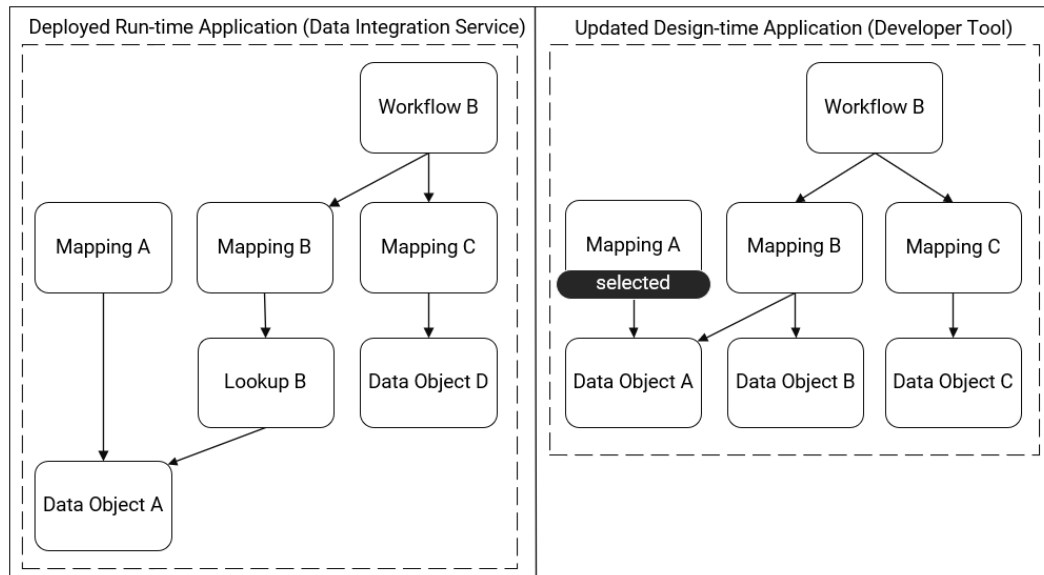 Deployed Run-time Application (Data Integration Service)
Workflow B
Mapping A
Mapping B
Mapping C
Lookup B
Data Object D
Data Object A
Updated Design-time Application (Developer Tool)
Workflow B
Mapping A
selected
Mapping B
Mapping C
Data Object A
Data Object B
Data Object C